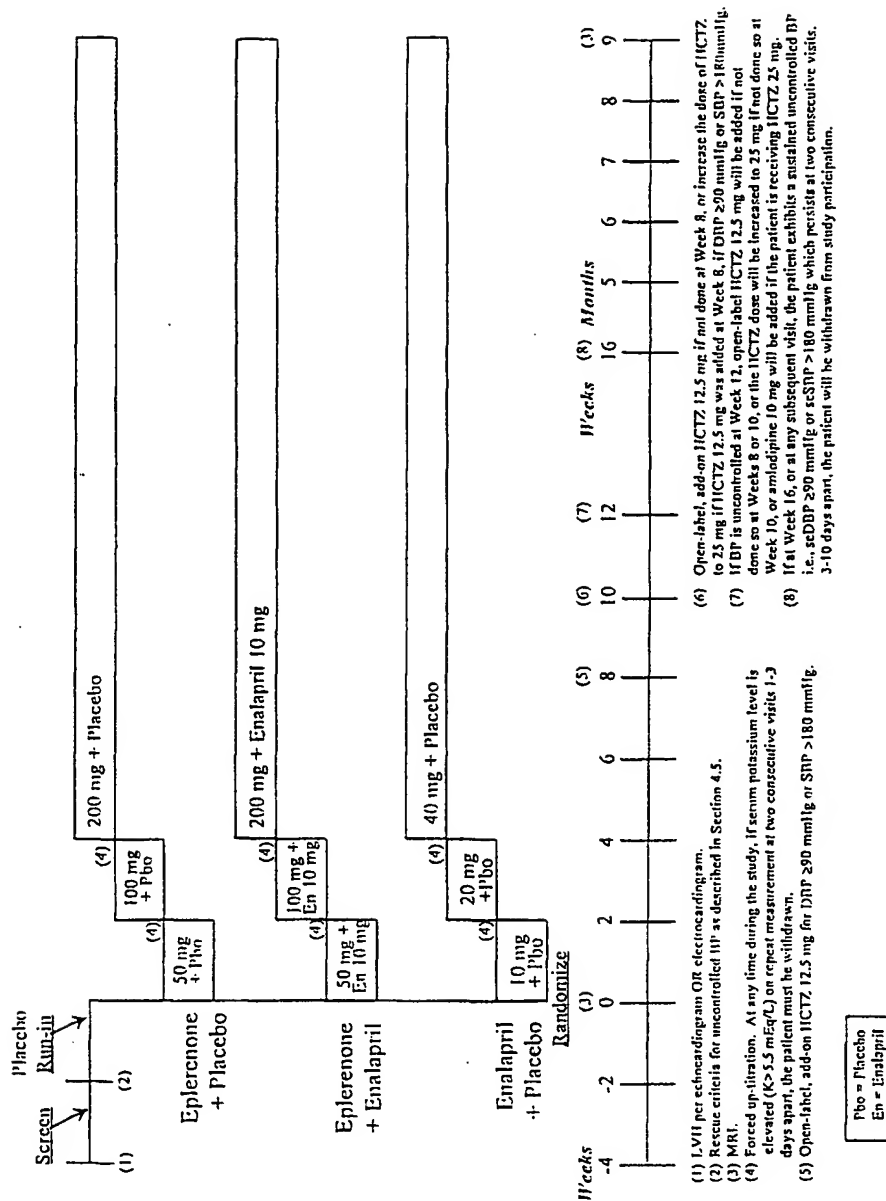 Placebo
Screen Run-in
(1) (2)
Eplerenone
+ Placebo
50 mg
+ Pbo
(4)
100 mg
+ Pbo
(4)
200 mg + Placebo
Eplerenone
+ Enalapril
50 mg +
En 10 mg
(4)
100 mg +
En 10 mg
(4)
200 mg + Enalapril 10 mg
Enalapril
+ Placebo
10 mg
+ Pbo
(4)
20 mg
+Pbo
(4)
40 mg + Placebo
Randomize
(3) (5) (6) (7) (8) (3)
Weeks Weeks Months
-4 -2 0 2 4 6 8 10 12 16 5 6 7 8 9
(1) LVH per echocardingram OR electrocardingram.
(2) Rescue criteria for uncontrolled BP as described in Section 4.5.
(3) MRI.
(4) Forced up-titration. At any time during the study, if serum potassium level is
elevated (K>5.5 mEq/L) on repeat measurement at two consecutive visits 1-3
days apart, the patient must be withdrawn.
(5) Open-label, add-on HCTZ 12.5 mg for DBP ≥90 mmHg or SBP >180 mmHg.
(6) Open-label, add-on HCTZ 12.5 mg if not done at Week 8, or increase the dose of HCTZ
to 25 mg if HCTZ 12.5 mg was added at Week 8, if DBP ≥90 mmHg or SBP >180mmHg.
(7) If BP is uncontrolled at Week 12, open-label HCTZ 12.5 mg will be added if not
done so at Weeks 8 or 10, or the HCTZ dose will be increased to 25 mg if not done so at
Week 10, or amlodipine 10 mg will be added if the patient is receiving HCTZ 25 mg.
(8) If at Week 16, or at any subsequent visit, the patient exhibits a sustained uncontrolled BP
i.e., seDBP ≥90 mmHg or seSBP >180 mmHg which persists at two consecutive visits.
3-10 days apart, the patient will be withdrawn from study participation.
Pbo = Placebo
En = Enalapril